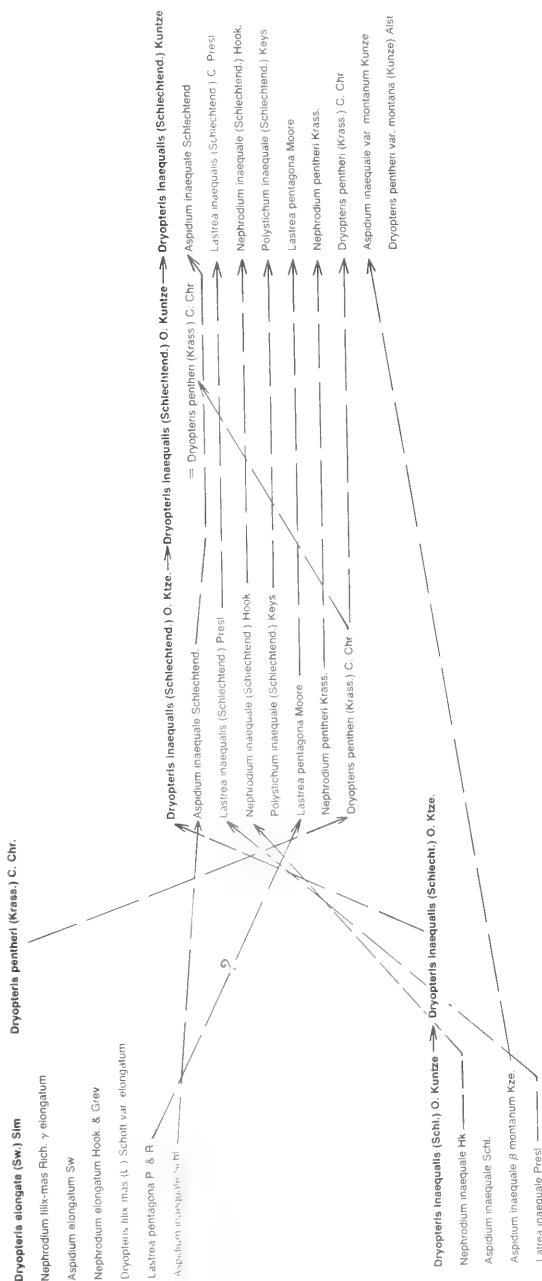 Dryopteris elongata (Sw.) Sim
Nephrodium filix-mas Rich. γ elongatum
Aspidium elongatum Sw
Nephrodium elongatum Hook. & Grev
Dryopteris filix mas (L ) Schott var elongatum
Lastrea pentagona P & R
Aspidium inaequale Schl
Dryopteris pentheri (Krass.) C. Chr.
?
Dryopteris inaequalis (Schl.) O. Kuntze → Dryopteris inaequalis (Schlecht.) O. Ktze.
Nephrodium inaequale Hk
Aspidium inaequale Schl.
Aspidium inaequale β montanum Kze.
Latrea inaequale Presl
Dryopteris inaequalis (Schlechtend.) O. Ktze. → Dryopteris inaequalis (Schlechtend.) O. Kuntze → Dryopteris inaequalis (Schlechtend.) Kuntze
Aspidium inaequale Schlechtend.
Lastrea inaequalis (Schlechtend ) Presl
Nephrodium inaequale (Schlechtend ) Hook
Polystichum inaequale (Schlechtend.) Keys
Lastrea pentagona Moore
Nephrodium pentheri Krass.
Dryopteris pentheri (Krass.) C. Chr
= Dryopteris pentheri (Krass ) C. Chr
Aspidium inaequale Schlechtend
Lastrea inaequalis (Schlechtend ) C Presl
Nephrodium inaequale (Schlechtend.) Hook.
Polystichum inaequale (Schlechtend.) Keys
Lastrea pentagona Moore
Nephrodium pentheri Krass.
Dryopteris pentheri (Krass.) C. Chr
Aspidium inaequale var montanum Kunze
Dryopteris pentheri var. montana (Kunze) Alst